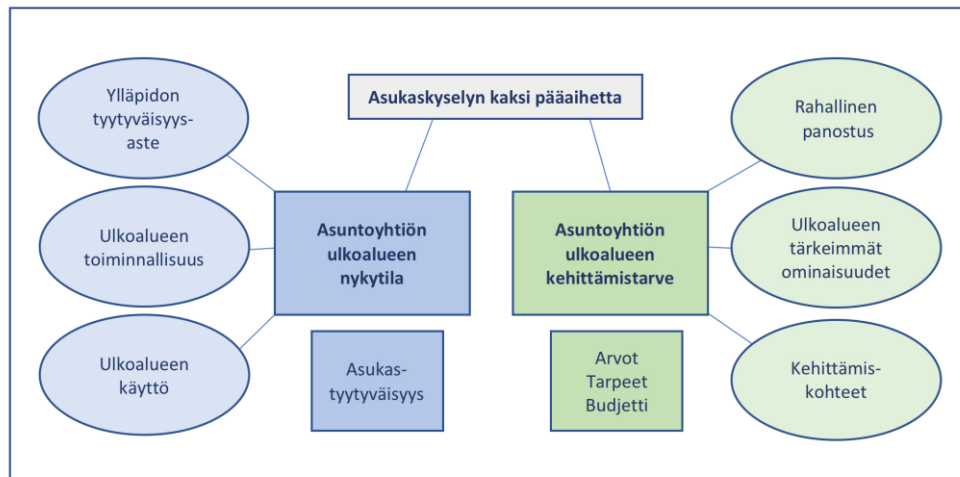 Asukaskyselyn kaksi pääaihetta
Ylläpidon
tyytyväisyys-
aste
Ulkoalueen
toiminnallisuus
Ulkoalueen
käyttö
Asuntoyhtiön
ulkoalueen
nykytila
Asukas-
tyytyväisyys
Asuntoyhtiön
ulkoalueen
kehittämistarve
Arvot
Tarpeet
Budjetti
Rahallinen
panostus
Ulkoalueen
tärkeimmät
ominaisuudet
Kehittämis-
kohteet